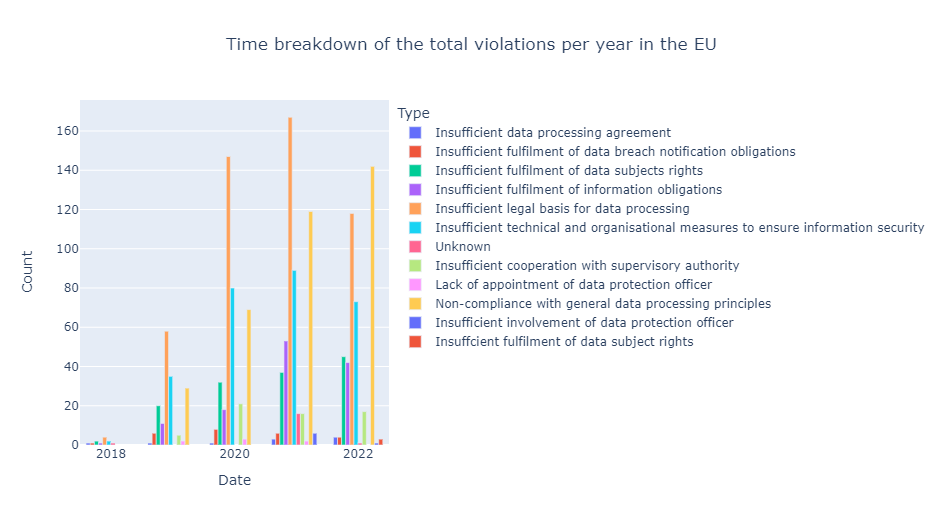 Time breakdown of the total violations per year in the EU
Type
Insufficient data processing agreement
Insufficient fulfilment of data breach notification obligations
Insufficient fulfilment of data subjects rights
Insufficient fulfilment of information obligations
Insufficient legal basis for data processing
Insufficient technical and organisational measures to ensure information security
Unknown
Insufficient cooperation with supervisory authority
Lack of appointment of data protection officer
Non-compliance with general data processing principles
Insufficient involvement of data protection officer
Insuffcient fulfilment of data subject rights
Count
160
140
120
100
80
60
40
20
0
2018 2020 2022
Date